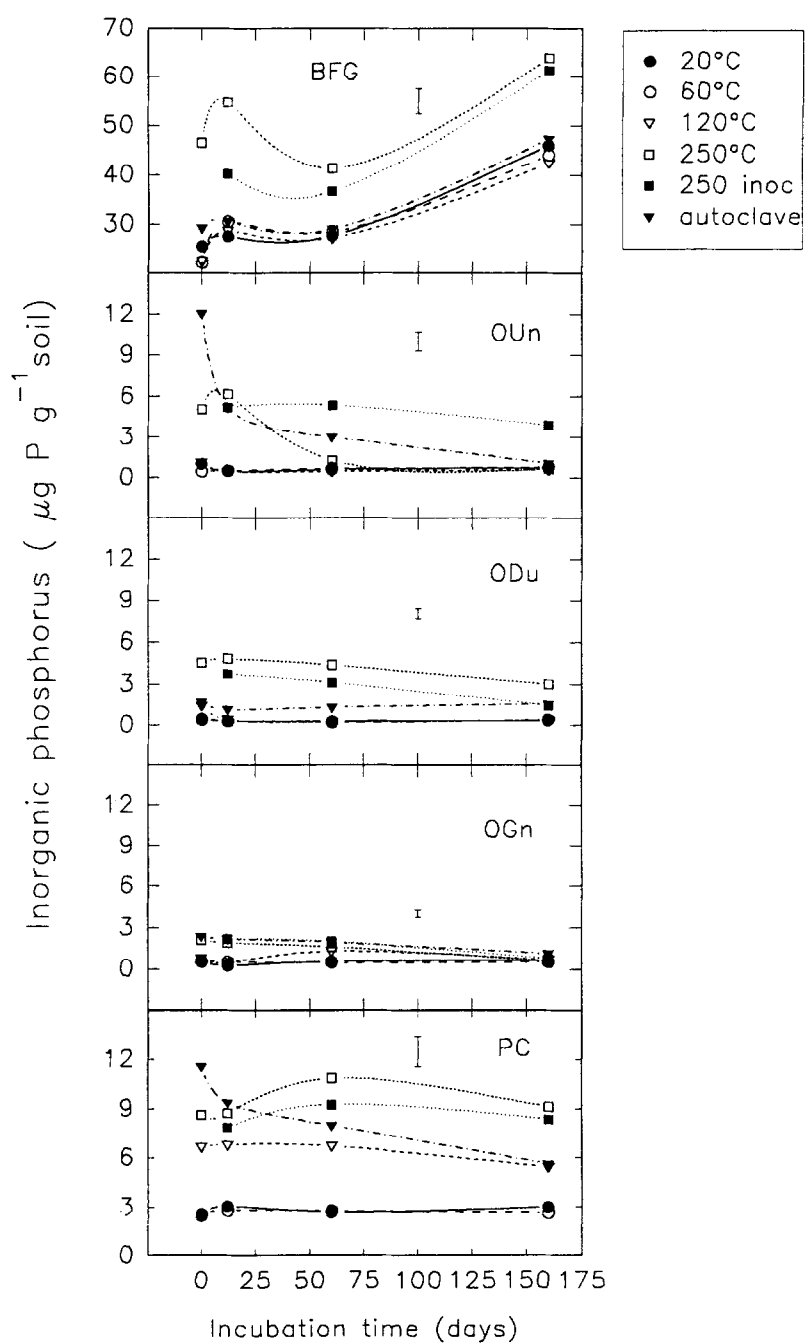 70
60
50
40
30
BFG
20°C
60°C
120°C
250°C
250 inoc
autoclave
12
9
6
3
0
OUn
12
9
6
3
0
ODu
12
9
6
3
0
OGn
12
9
6
3
0
PC
0 25 50 75 100 125 150 175
Incubation time (days)
Inorganic phosphorus ( μg P g⁻¹ soil)